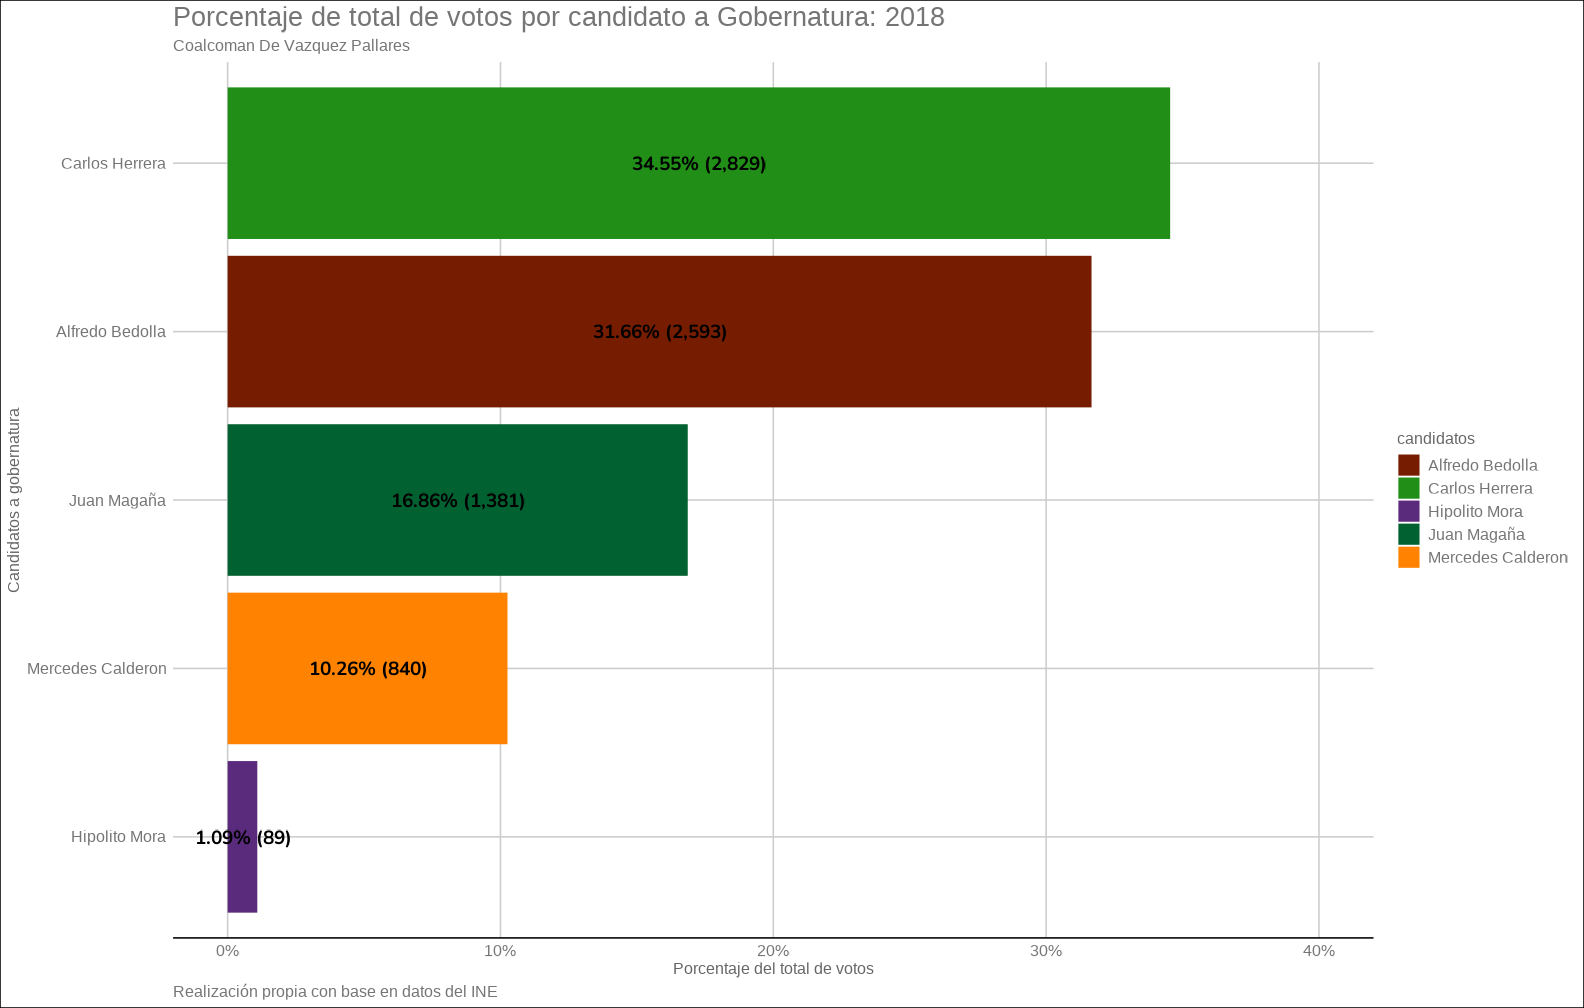 Porcentaje de total de votos por candidato a Gobernatura: 2018
Coalcoman De Vazquez Pallares
Candidatos a gobernatura
Carlos Herrera
34.55% (2,829)
Alfredo Bedolla
31.66% (2,593)
Juan Magaña
16.86% (1,381)
Mercedes Calderon
10.26% (840)
Hipolito Mora
1.09% (89)
0% 10% 20% 30% 40%
Porcentaje del total de votos
candidatos
Alfredo Bedolla
Carlos Herrera
Hipolito Mora
Juan Magaña
Mercedes Calderon
Realización propia con base en datos del INE